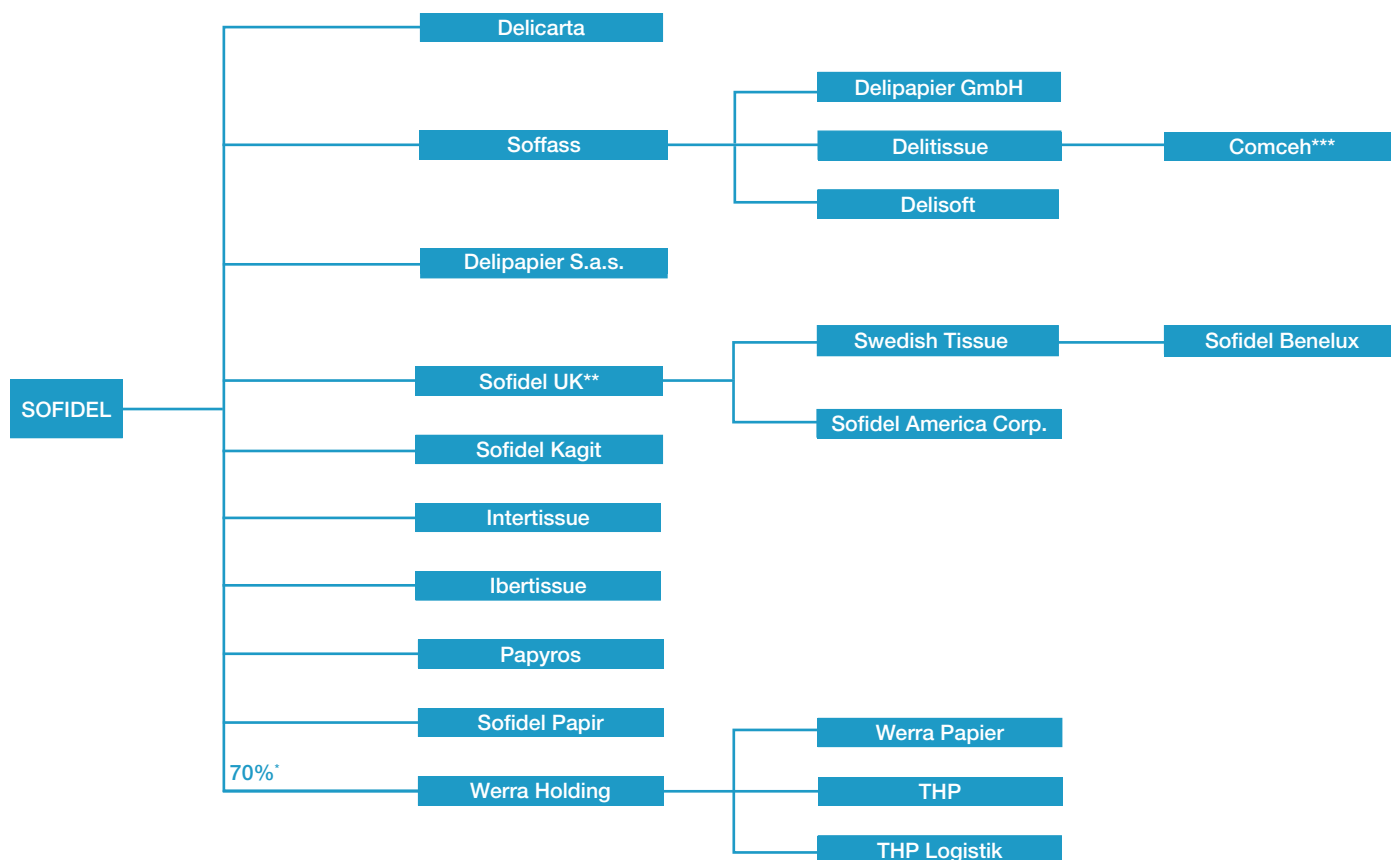 Delicarta
Delipapier GmbH
Soffass
Delitissue
Comceh***
Delisoft
Delipapier S.a.s.
Swedish Tissue
Sofidel Benelux
SOFIDEL
Sofidel UK**
Sofidel America Corp.
Sofidel Kagit
Intertissue
Ibertissue
Papyros
Sofidel Papir
Werra Papier
70%*
Werra Holding
THP
THP Logistik